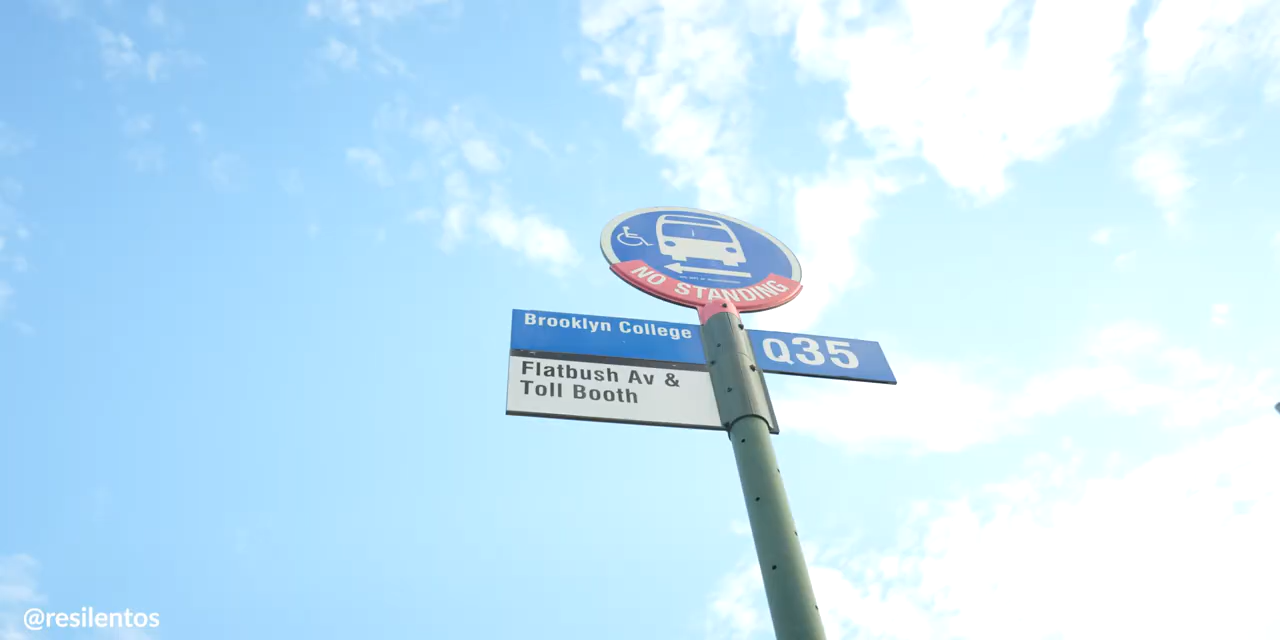 NO STANDING
Brooklyn College
Q35
Flatbush Av &
Toll Booth
@resilentos